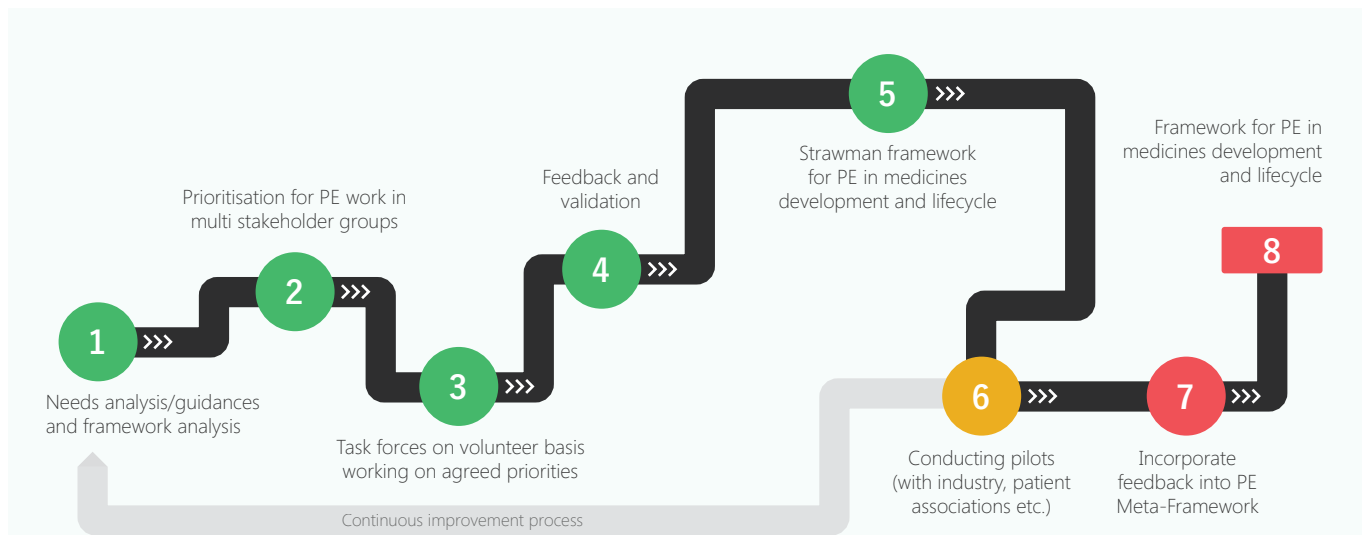 1
Needs analysis/guidances
and framework analysis
Prioritisation for PE work in
multi stakeholder groups
2
3
Task forces on volunteer basis
working on agreed priorities
Feedback and
validation
4
5
Strawman framework
for PE in medicines
development and lifecycle
6
Conducting pilots
(with industry, patient
associations etc.)
7
Incorporate
feedback into PE
Meta-Framework
Framework for PE in
medicines development
and lifecycle
8
Continuous improvement process